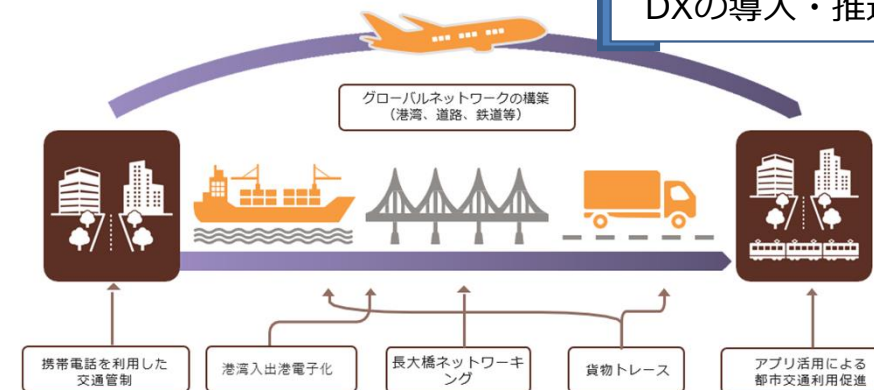 DXの導入・推
グローバルネットワークの構築
（港湾、道路、鉄道等）
携帯電話を利用した
交通管制
港湾入出港電子化
長大橋ネットワーキ
ング
貨物トレース
アプリ活用による
都市交通利用促進